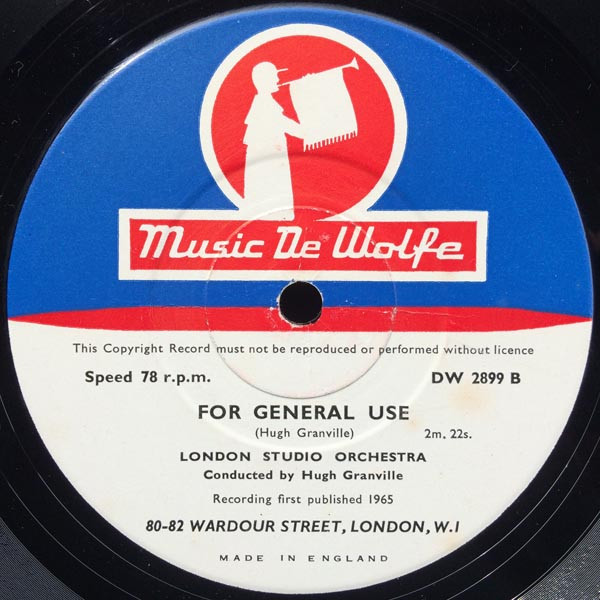 Music De Wolfe
This Copyright Record must not be reproduced or performed without licence
Speed 78 r.p.m. DW 2899 B
FOR GENERAL USE
(Hugh Granville) 2m, 22s.
LONDON STUDIO ORCHESTRA
Conducted by Hugh Granville
Recording first published 1965
80-82 WARDOUR STREET, LONDON, W.I
MADE IN ENGLAND